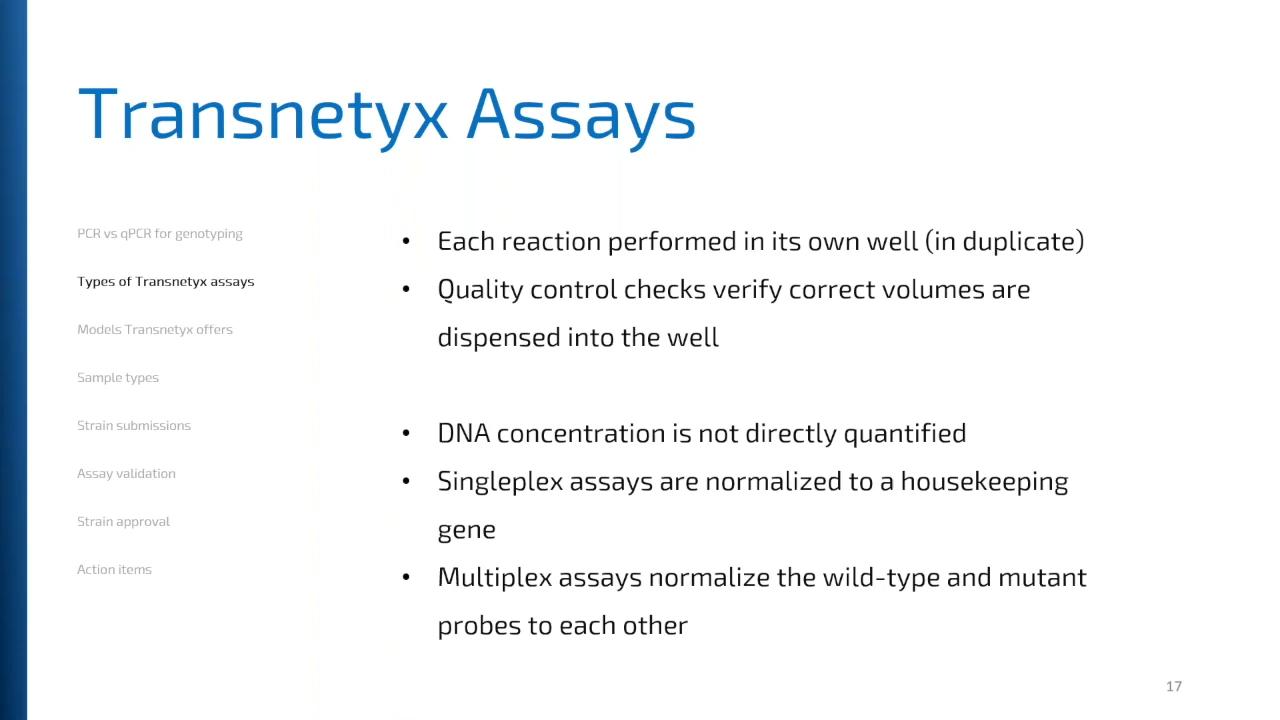 Transnetyx Assays
PCR vs qPCR for genotyping
Types of Transnetyx assays
Models Transnetyx offers
Sample types
Strain submissions
Assay validation
Strain approval
Action items
• Each reaction performed in its own well (in duplicate)
• Quality control checks verify correct volumes are
dispensed into the well
• DNA concentration is not directly quantified
• Singleplex assays are normalized to a housekeeping
gene
• Multiplex assays normalize the wild-type and mutant
probes to each other
17